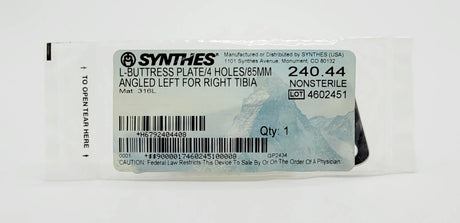 SYNTHES®
Manufactured or Distributed by SYNTHES (USA)
1101 Synthes Avenue, Monument, CO 80132
L-BUTTRESS PLATE/4 HOLES/85MM
ANGLED LEFT FOR RIGHT TIBIA
Mat: 316L
240.44
NONSTERILE
LOT 4602451
*H6792404408
Qty: 1
0001
*##9000017460245100008
GP2434
CAUTION: Federal Law Restricts This Device To Sale By Or On The Order Of A Physician.
↑ TO OPEN TEAR HERE ↑